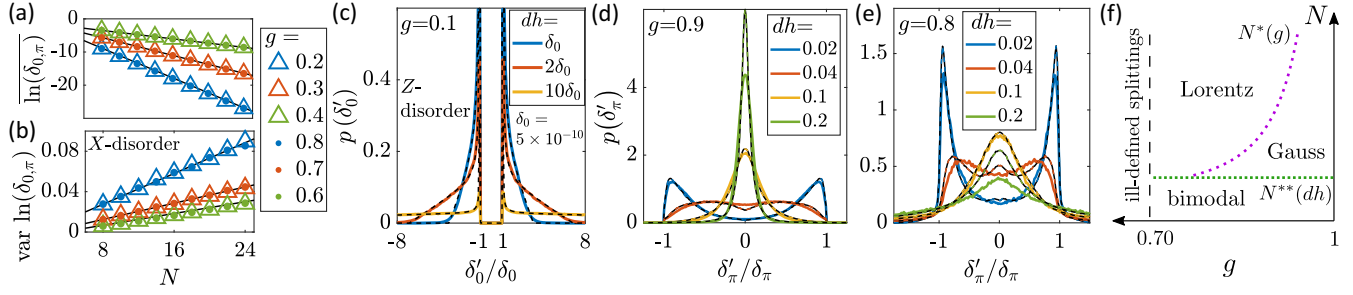 (a)
ln(δ₀,π)
0
-10
-20
g =
0.2
0.3
0.4
0.8
0.7
0.6
(b)
X-disorder
var ln(δ₀,π)
0.08
0.04
0
8
16
24
N
(c)
g=0.1
dh=
δ₀
2δ₀
10δ₀
δ₀ =
5 × 10⁻¹⁰
Z-
disorder
p(δ′₀)
0.4
0.2
0
-8
-1
1
8
δ′₀/δ₀
(d)
g=0.9
dh=
0.02
0.04
0.1
0.2
p(δ′π)
6
4
2
0
-1
0
1
δ′π/δπ
(e)
g=0.8
dh=
0.02
0.04
0.1
0.2
1.5
1
0.5
0
-1
0
1
δ′π/δπ
(f)
N
N*(g)
ill-defined splittings
Lorentz
Gauss
bimodal
N**(dh)
0.70
1
g